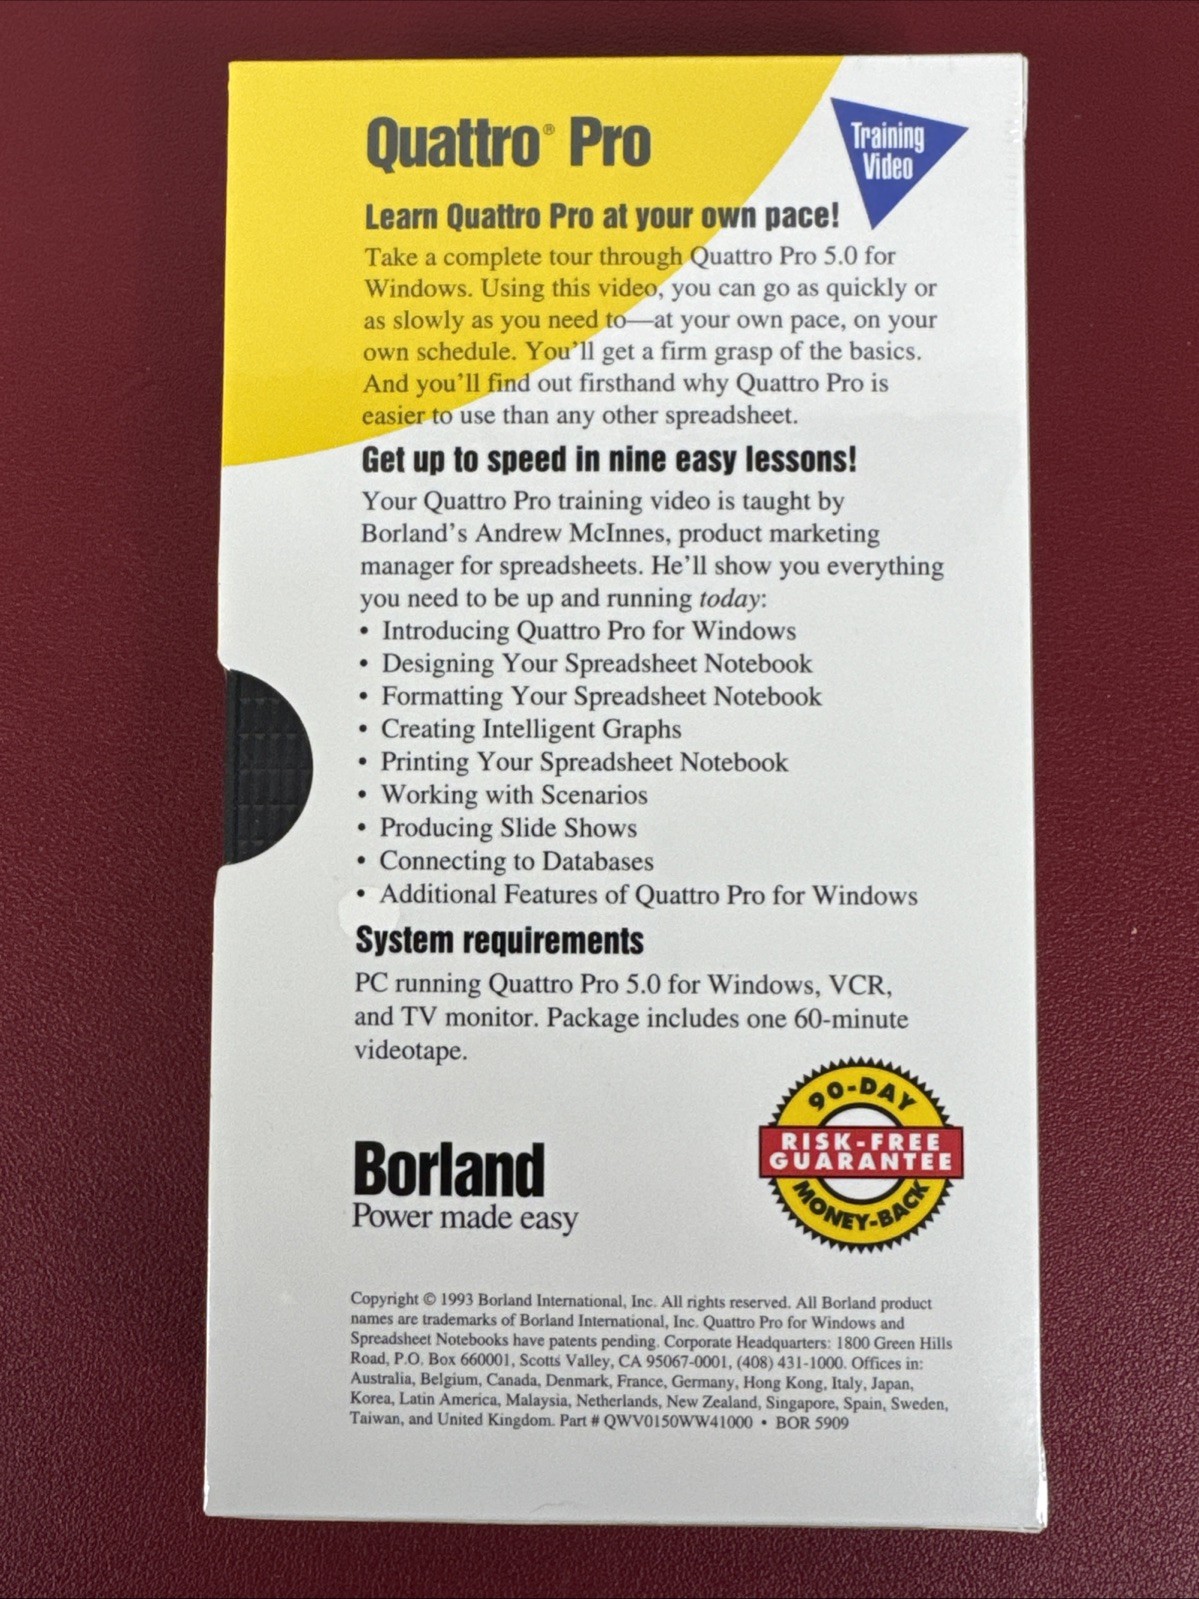 Quattro® Pro
Training
Video
Learn Quattro Pro at your own pace!
Take a complete tour through Quattro Pro 5.0 for
Windows. Using this video, you can go as quickly or
as slowly as you need to—at your own pace, on your
own schedule. You'll get a firm grasp of the basics.
And you'll find out firsthand why Quattro Pro is
easier to use than any other spreadsheet.
Get up to speed in nine easy lessons!
Your Quattro Pro training video is taught by
Borland's Andrew McInnes, product marketing
manager for spreadsheets. He'll show you everything
you need to be up and running today:
• Introducing Quattro Pro for Windows
• Designing Your Spreadsheet Notebook
• Formatting Your Spreadsheet Notebook
• Creating Intelligent Graphs
• Printing Your Spreadsheet Notebook
• Working with Scenarios
• Producing Slide Shows
• Connecting to Databases
• Additional Features of Quattro Pro for Windows
System requirements
PC running Quattro Pro 5.0 for Windows, VCR,
and TV monitor. Package includes one 60-minute
videotape.
90-DAY
RISK-FREE
GUARANTEE
MONEY-BACK
Borland
Power made easy
Copyright © 1993 Borland International, Inc. All rights reserved. All Borland product
names are trademarks of Borland International, Inc. Quattro Pro for Windows and
Spreadsheet Notebooks have patents pending. Corporate Headquarters: 1800 Green Hills
Road, P.O. Box 660001, Scotts Valley, CA 95067-0001, (408) 431-1000. Offices in:
Australia, Belgium, Canada, Denmark, France, Germany, Hong Kong, Italy, Japan,
Korea, Latin America, Malaysia, Netherlands, New Zealand, Singapore, Spain, Sweden,
Taiwan, and United Kingdom. Part # QWV0150WW41000 • BOR 5909